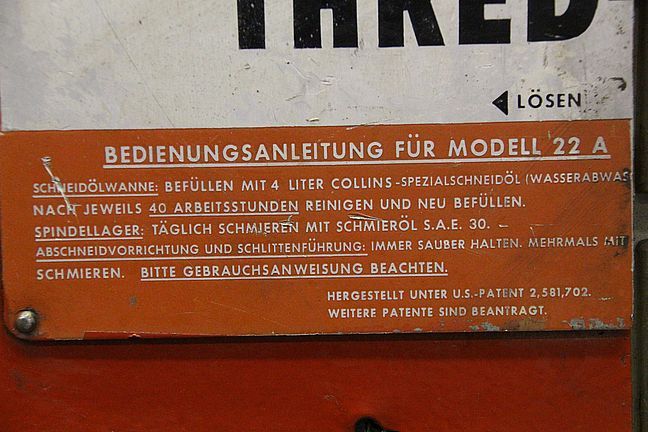 THRED-
◀ LÖSEN
BEDIENUNGSANLEITUNG FÜR MODELL 22 A
SCHNEIDÖLWANNE: BEFÜLLEN MIT 4 LITER COLLINS-SPEZIALSCHNEIDÖL (WASSERABWAS
NACH JEWEILS 40 ARBEITSSTUNDEN REINIGEN UND NEU BEFÜLLEN.
SPINDELLAGER: TÄGLICH SCHMIEREN MIT SCHMIERÖL S.A.E. 30.
ABSCHNEIDVORRICHTUNG UND SCHLITTENFÜHRUNG: IMMER SAUBER HALTEN. MEHRMALS MIT
SCHMIEREN. BITTE GEBRAUCHSANWEISUNG BEACHTEN.
HERGESTELLT UNTER U.S.-PATENT 2,581,702.
WEITERE PATENTE SIND BEANTRAGT.